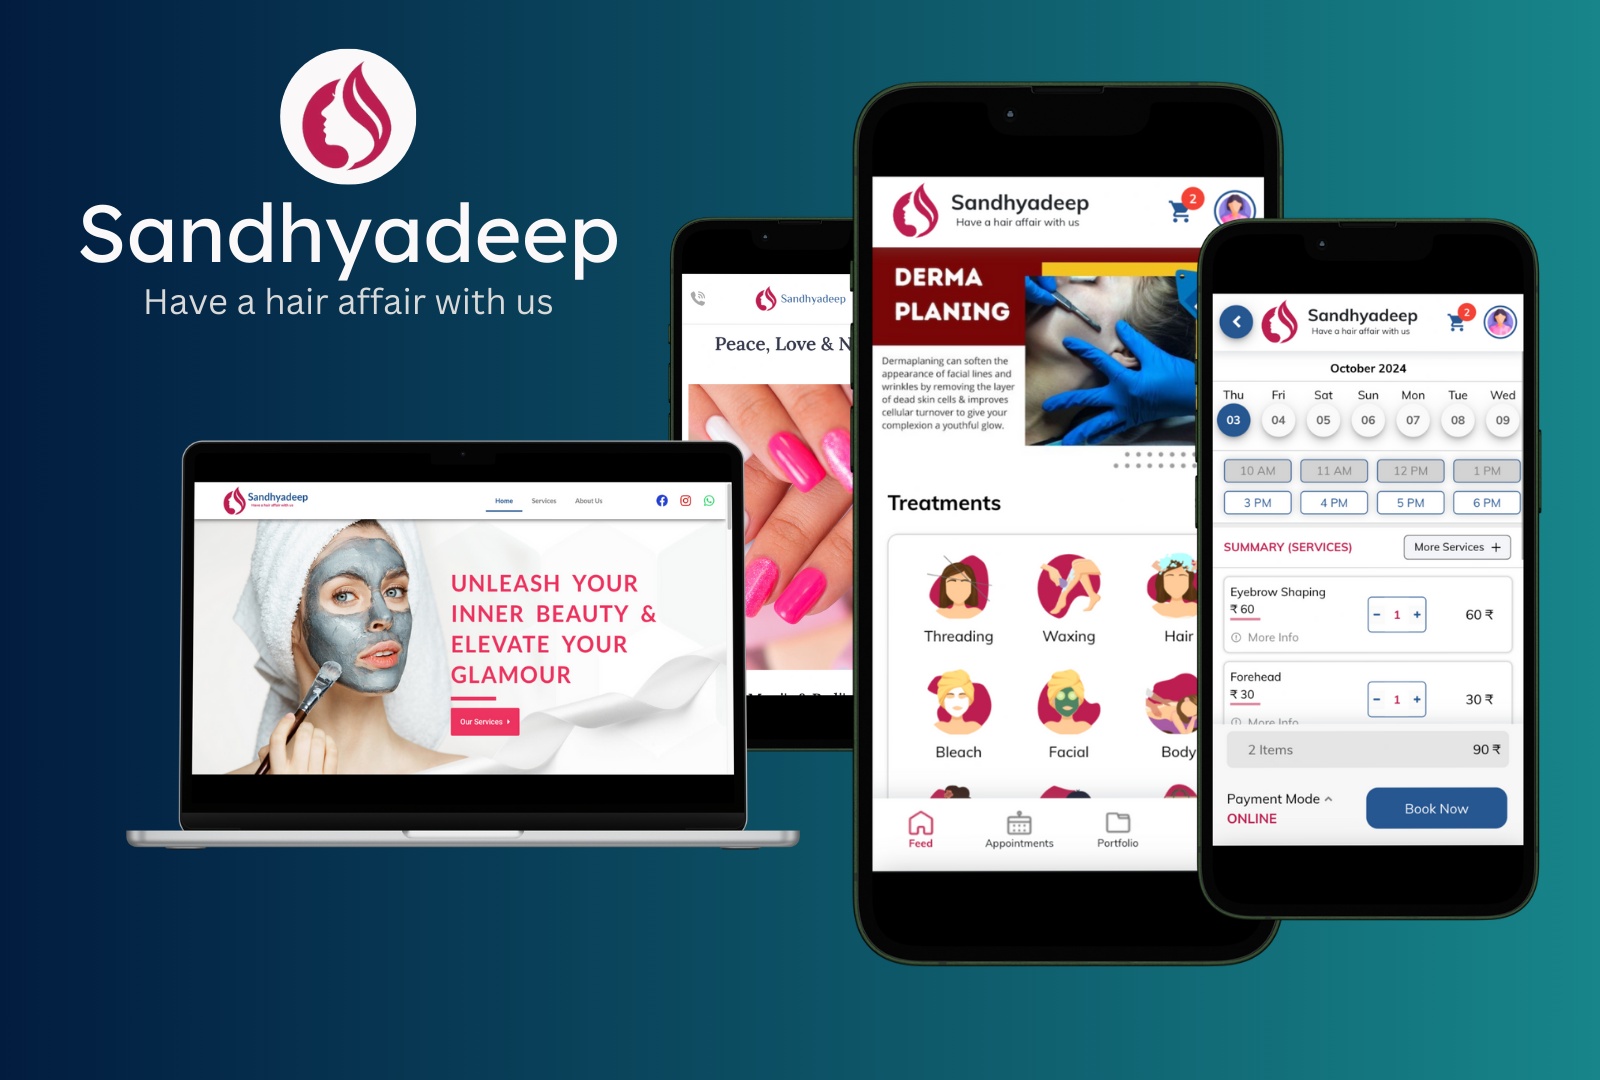 Sandhyadeep
Have a hair affair with us
Sandhyadeep
Have a hair affair with us
Home
Services
About Us
UNLEASH YOUR
INNER BEAUTY &
ELEVATE YOUR
GLAMOUR
Our Services
Sandhyadeep
Peace, Love & N
Sandhyadeep
Have a hair affair with us
2
DERMA
PLANING
Dermaplaning can soften the
appearance of facial lines and
wrinkles by removing the layer
of dead skin cells & improves
cellular turnover to give your
complexion a youthful glow.
Treatments
Threading
Waxing
Hair
Bleach
Facial
Body
Feed
Appointments
Portfolio
Sandhyadeep
Have a hair affair with us
2
October 2024
Thu Fri Sat Sun Mon Tue Wed
03 04 05 06 07 08 09
10 AM 11 AM 12 PM 1 PM
3 PM 4 PM 5 PM 6 PM
SUMMARY (SERVICES)
More Services +
Eyebrow Shaping
₹ 60
- 1 +
60 ₹
More Info
Forehead
₹ 30
- 1 +
30 ₹
More Info
2 Items
90 ₹
Payment Mode
ONLINE
Book Now